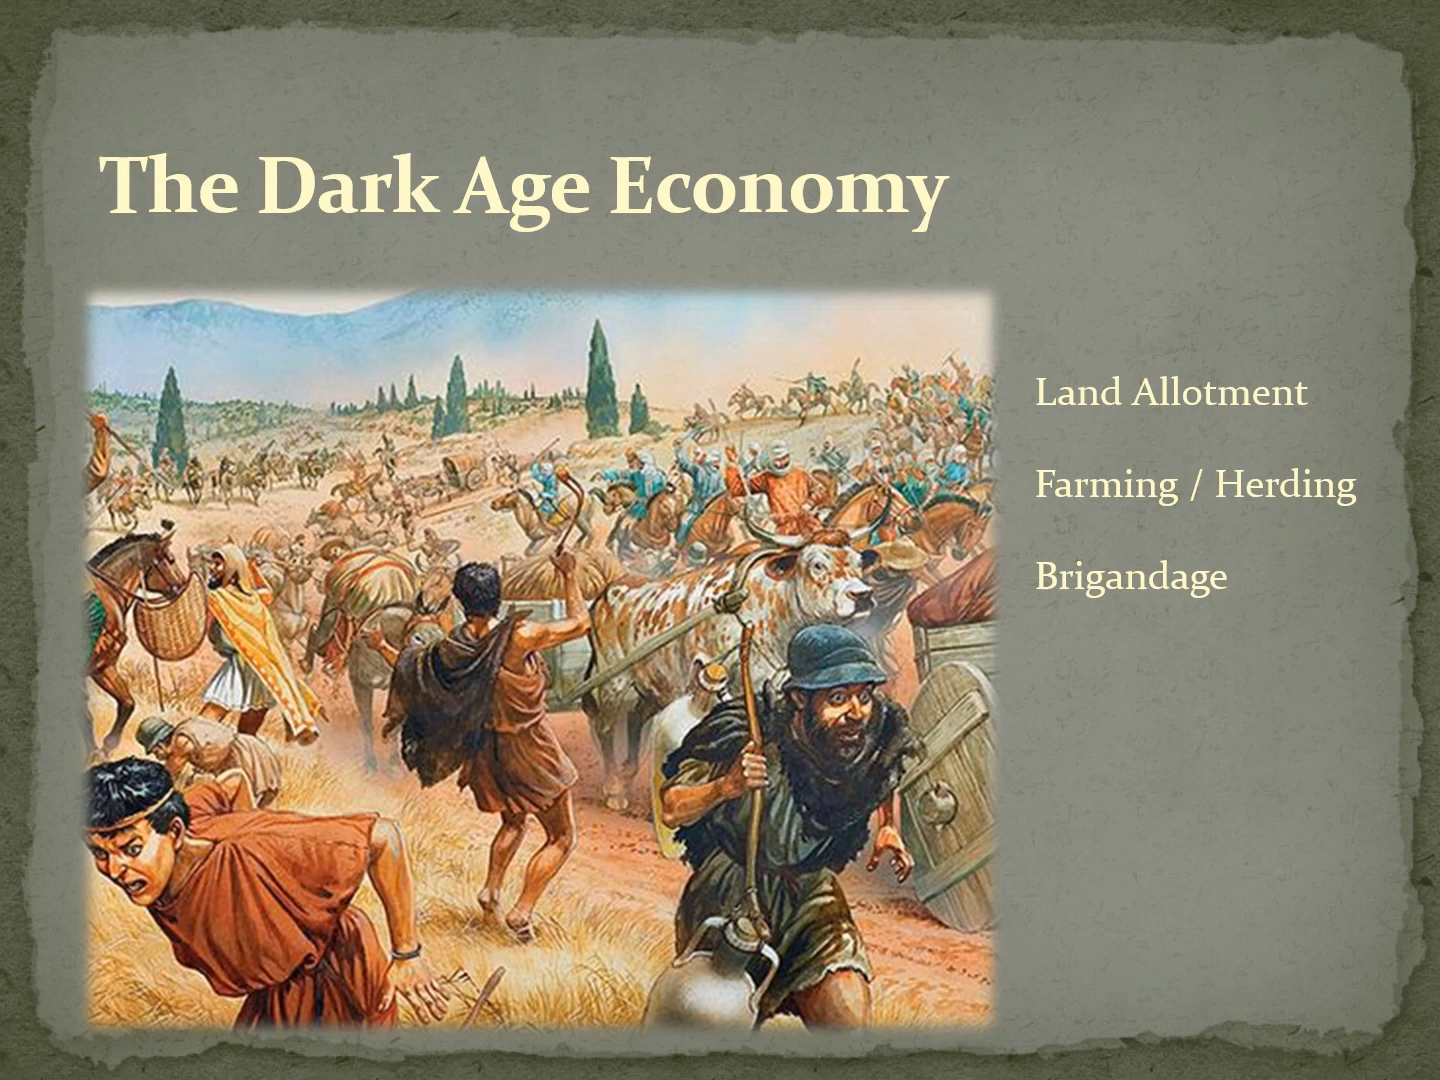 The Dark Age Economy
Land Allotment
Farming / Herding
Brigandage